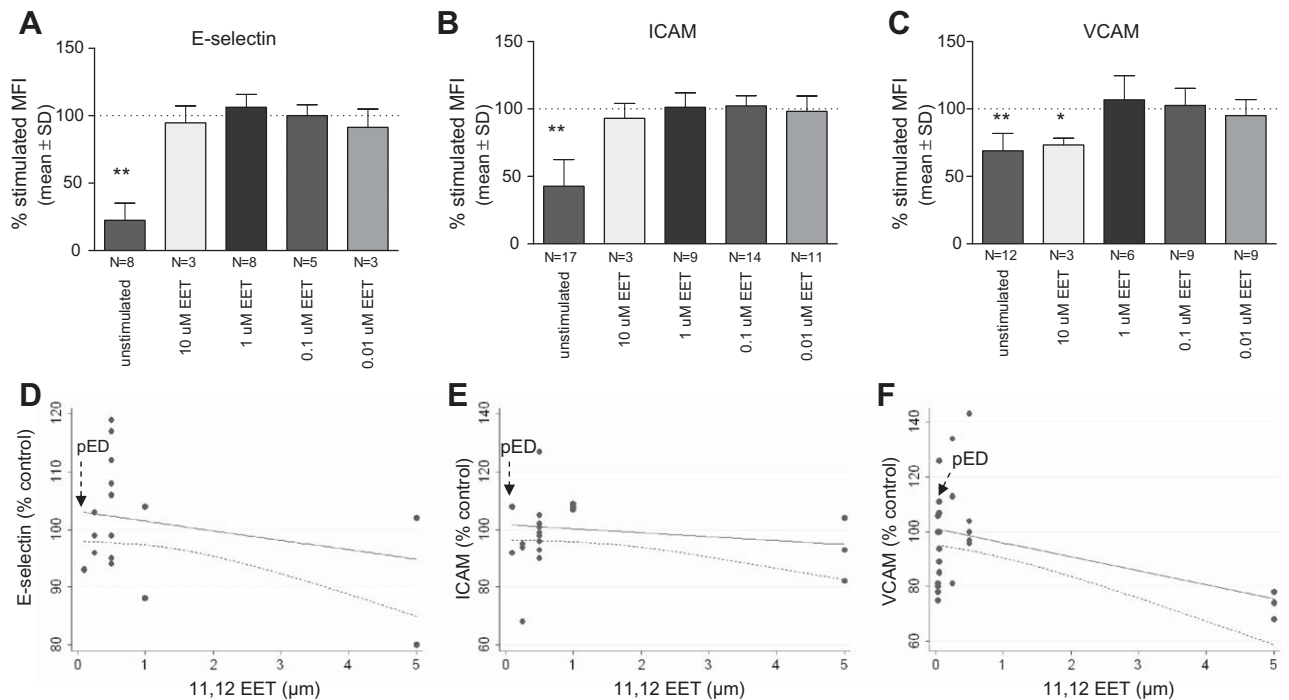 A
E-selectin
% stimulated MFI
(mean ± SD)
150
100
50
0
**
N=8
N=3
N=8
N=5
N=3
unstimulated
10 uM EET
1 uM EET
0.1 uM EET
0.01 uM EET
B
ICAM
% stimulated MFI
(mean ± SD)
150
100
50
0
**
N=17
N=3
N=9
N=14
N=11
unstimulated
10 uM EET
1 uM EET
0.1 uM EET
0.01 uM EET
C
VCAM
% stimulated MFI
(mean ± SD)
150
100
50
0
**
*
N=12
N=3
N=6
N=9
N=9
unstimulated
10 uM EET
1 uM EET
0.1 uM EET
0.01 uM EET
D
E-selectin (% control)
120
110
100
90
80
pED
0 1 2 3 4 5
11,12 EET (µm)
E
ICAM (% control)
140
120
100
80
60
pED
0 1 2 3 4 5
11,12 EET (µm)
F
VCAM (% control)
140
120
100
80
60
pED
0 1 2 3 4 5
11,12 EET (µm)